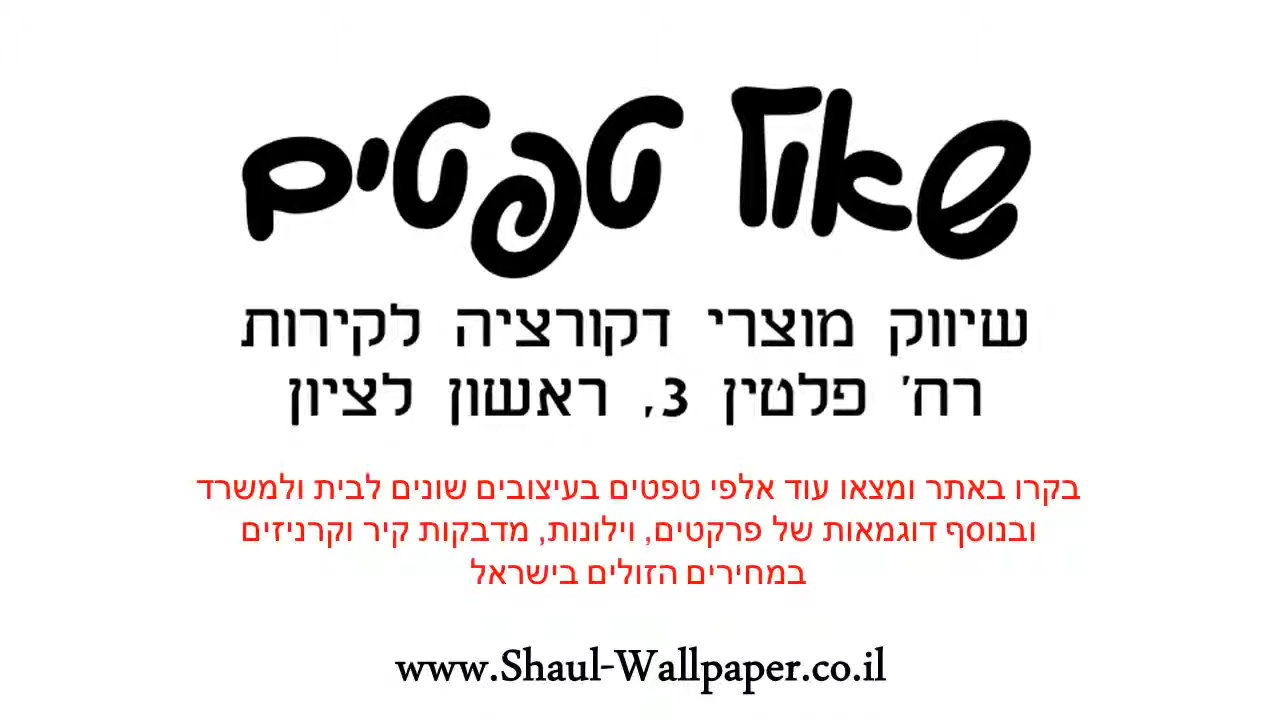 שאול טפטים
שיווק מוצרי דקורציה לקירות
רח' פלטין 3, ראשון לציון
בקרו באתר ומצאו עוד אלפי טפטים בעיצובים שונים לבית ולמשרד
ובנוסף דוגמאות של פרקטים, וילונות, מדבקות קיר וקרניזים
במחירים הזולים בישראל
www.Shaul-Wallpaper.co.il